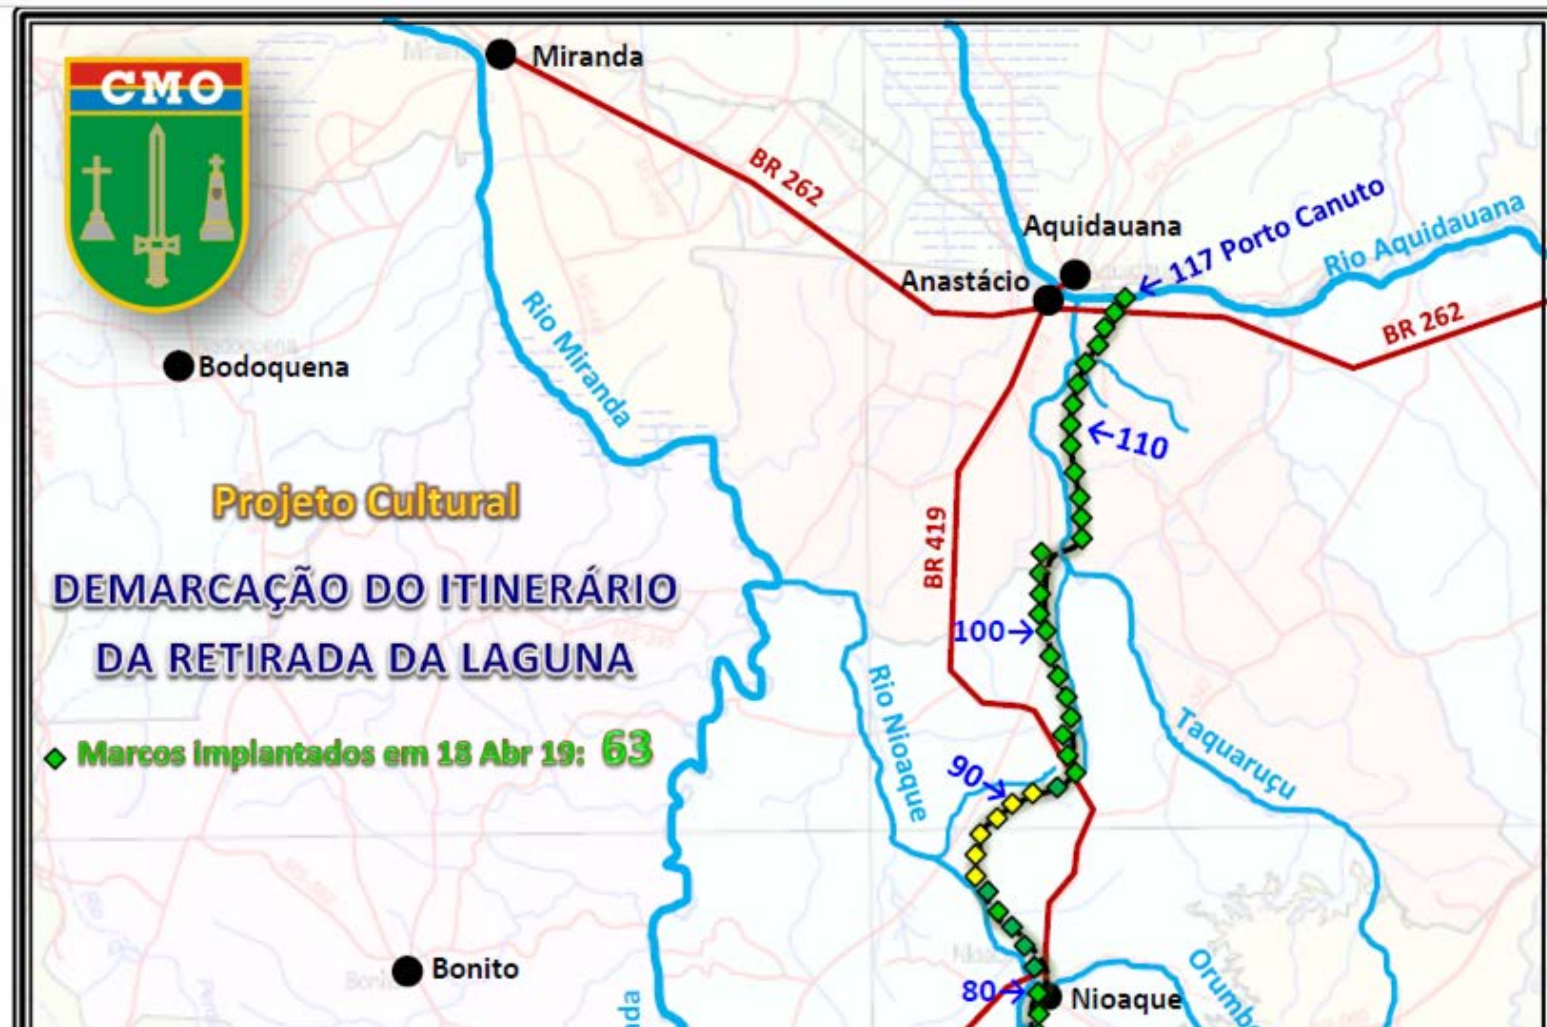 CMO
Miranda
BR 262
Aquidauana
← 117 Porto Canuto
Rio Aquidauana
Anastácio
BR 262
Rio Miranda
Bodoquena
←110
Projeto Cultural
BR 419
DEMARCAÇÃO DO ITINERÁRIO
100→
DA RETIRADA DA LAGUNA
Rio Nioaque
Taquaruçu
Marcos implantados em 18 Abr 19: 63
90→
Bonito
80→
Nioaque